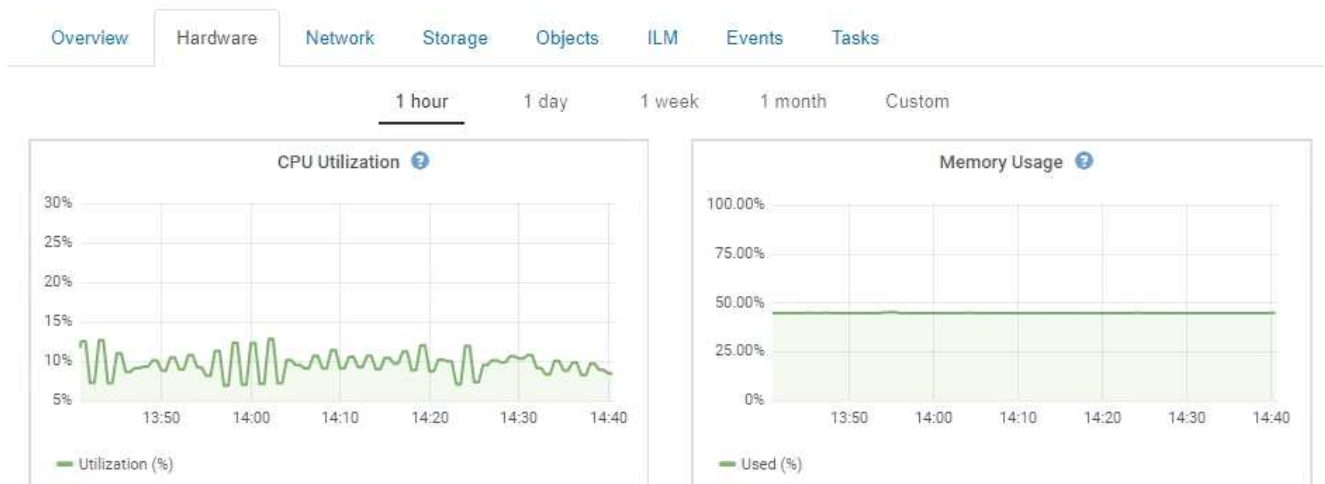 Overview Hardware Network Storage Objects ILM Events Tasks
1 hour 1 day 1 week 1 month Custom
CPU Utilization ?
30%
25%
20%
15%
10%
5%
13:50 14:00 14:10 14:20 14:30 14:40
Utilization (%)
Memory Usage ?
100.00%
75.00%
50.00%
25.00%
0%
13:50 14:00 14:10 14:20 14:30 14:40
Used (%)